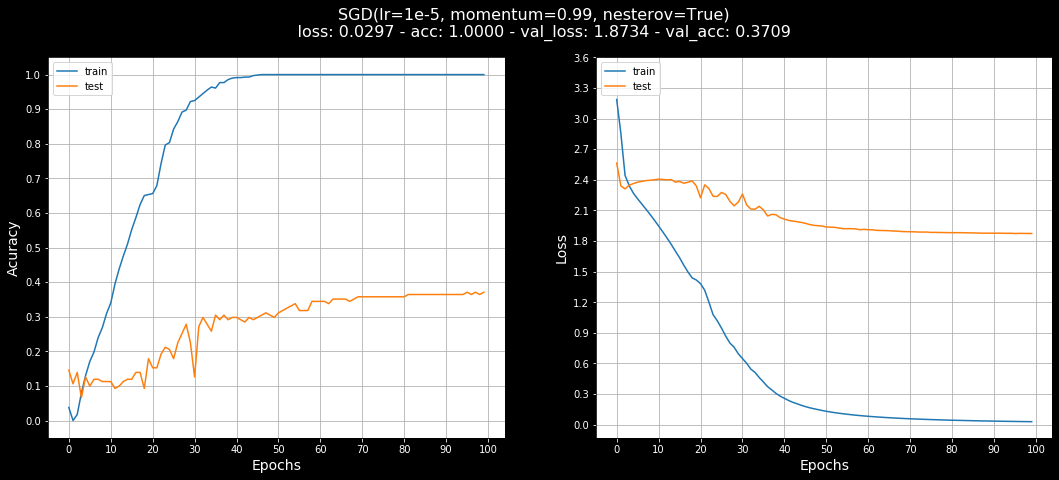 SGD(lr=1e-5, momentum=0.99, nesterov=True)
loss: 0.0297 - acc: 1.0000 - val_loss: 1.8734 - val_acc: 0.3709
train
test
1.0
0.9
0.8
0.7
0.6
0.5
0.4
0.3
0.2
0.1
0.0
Acuracy
0 10 20 30 40 50 60 70 80 90 100
Epochs
train
test
3.6
3.3
3.0
2.7
2.4
2.1
1.8
1.5
1.2
0.9
0.6
0.3
0.0
Loss
0 10 20 30 40 50 60 70 80 90 100
Epochs